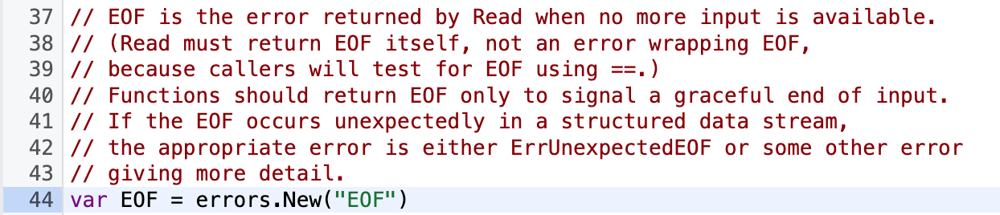 37 // EOF is the error returned by Read when no more input is available.
38 // (Read must return EOF itself, not an error wrapping EOF,
39 // because callers will test for EOF using ==.)
40 // Functions should return EOF only to signal a graceful end of input.
41 // If the EOF occurs unexpectedly in a structured data stream,
42 // the appropriate error is either ErrUnexpectedEOF or some other error
43 // giving more detail.
44 var EOF = errors.New("EOF")